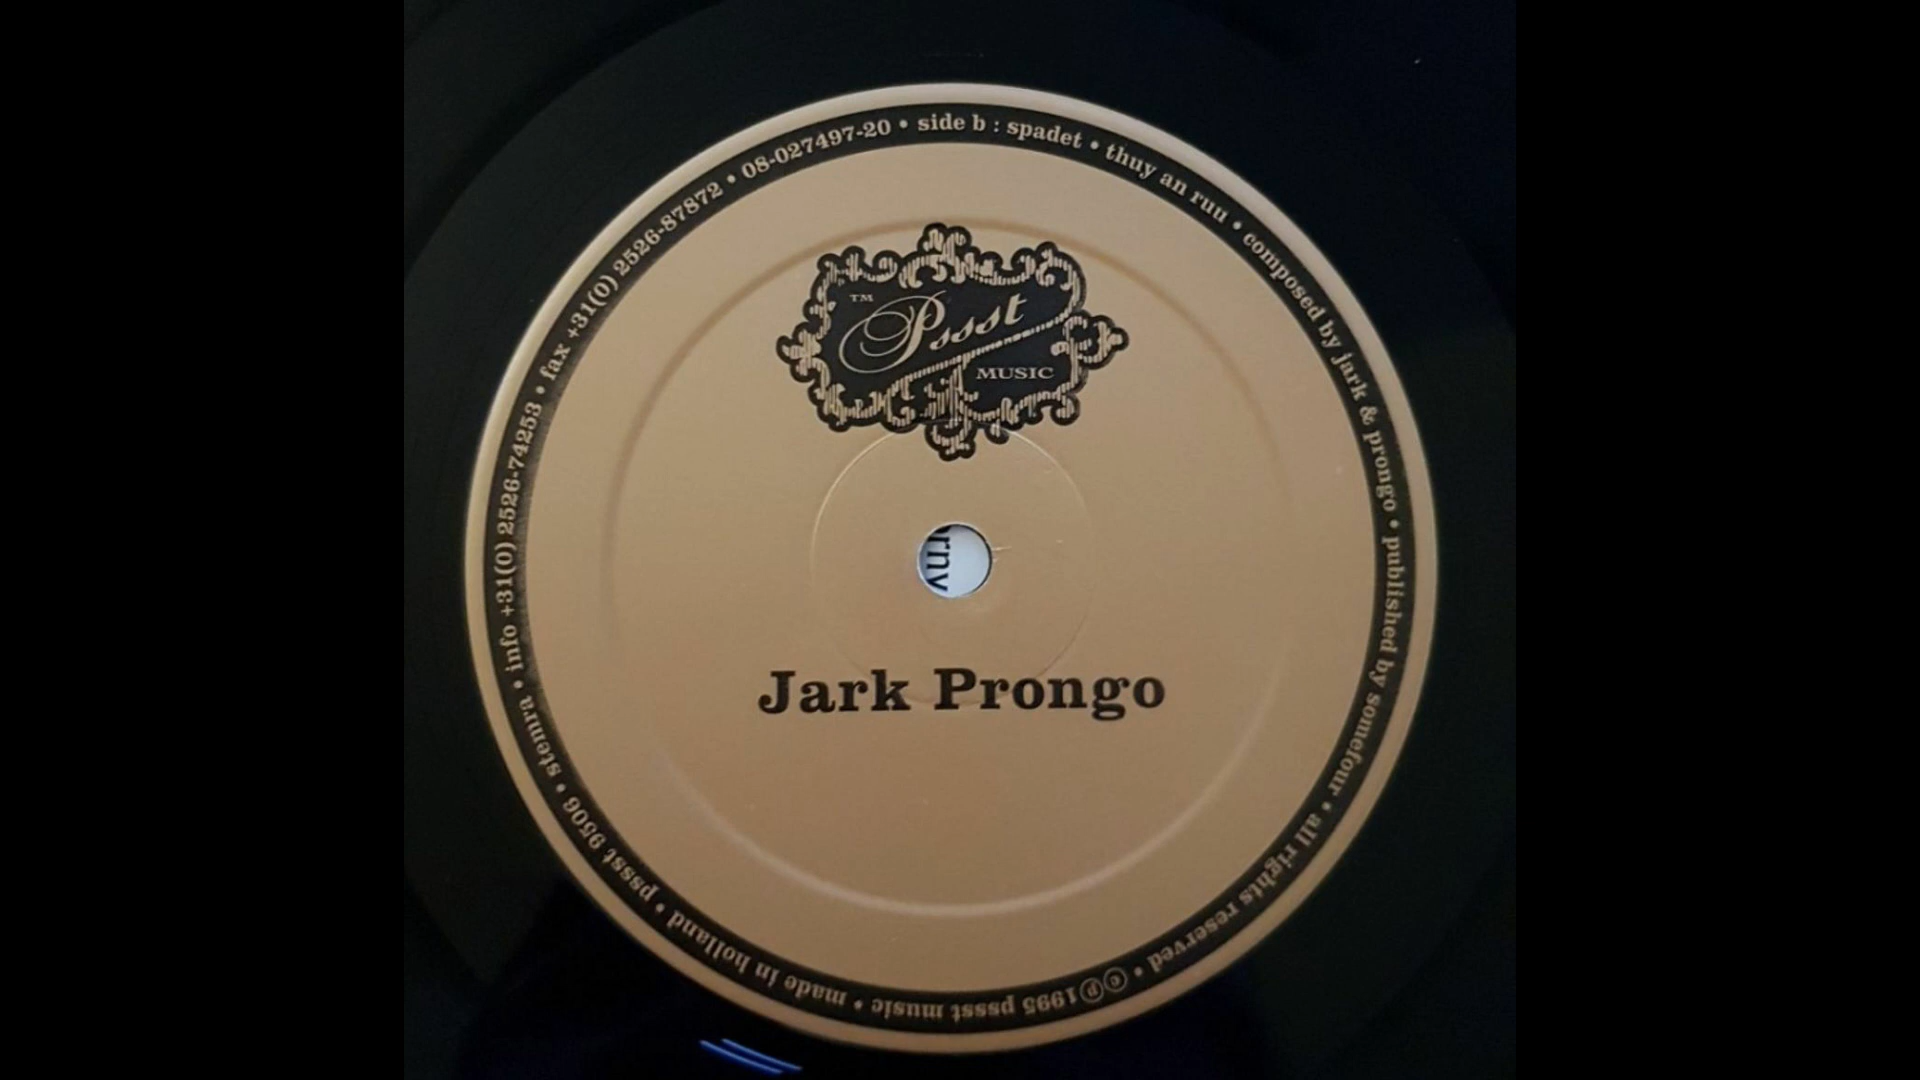 side b : spadet • thuy an ruu • composed by jark & prongo • published by somefour • all rights reserved • ©℗1995 pssst music • made in holland • pssst 9506 • stemra • info +31(0) 2526-74253 • fax +31(0) 2526-87872 • 08-027497-20 •
TM
Pssst
MUSIC
rny
Jark Prongo